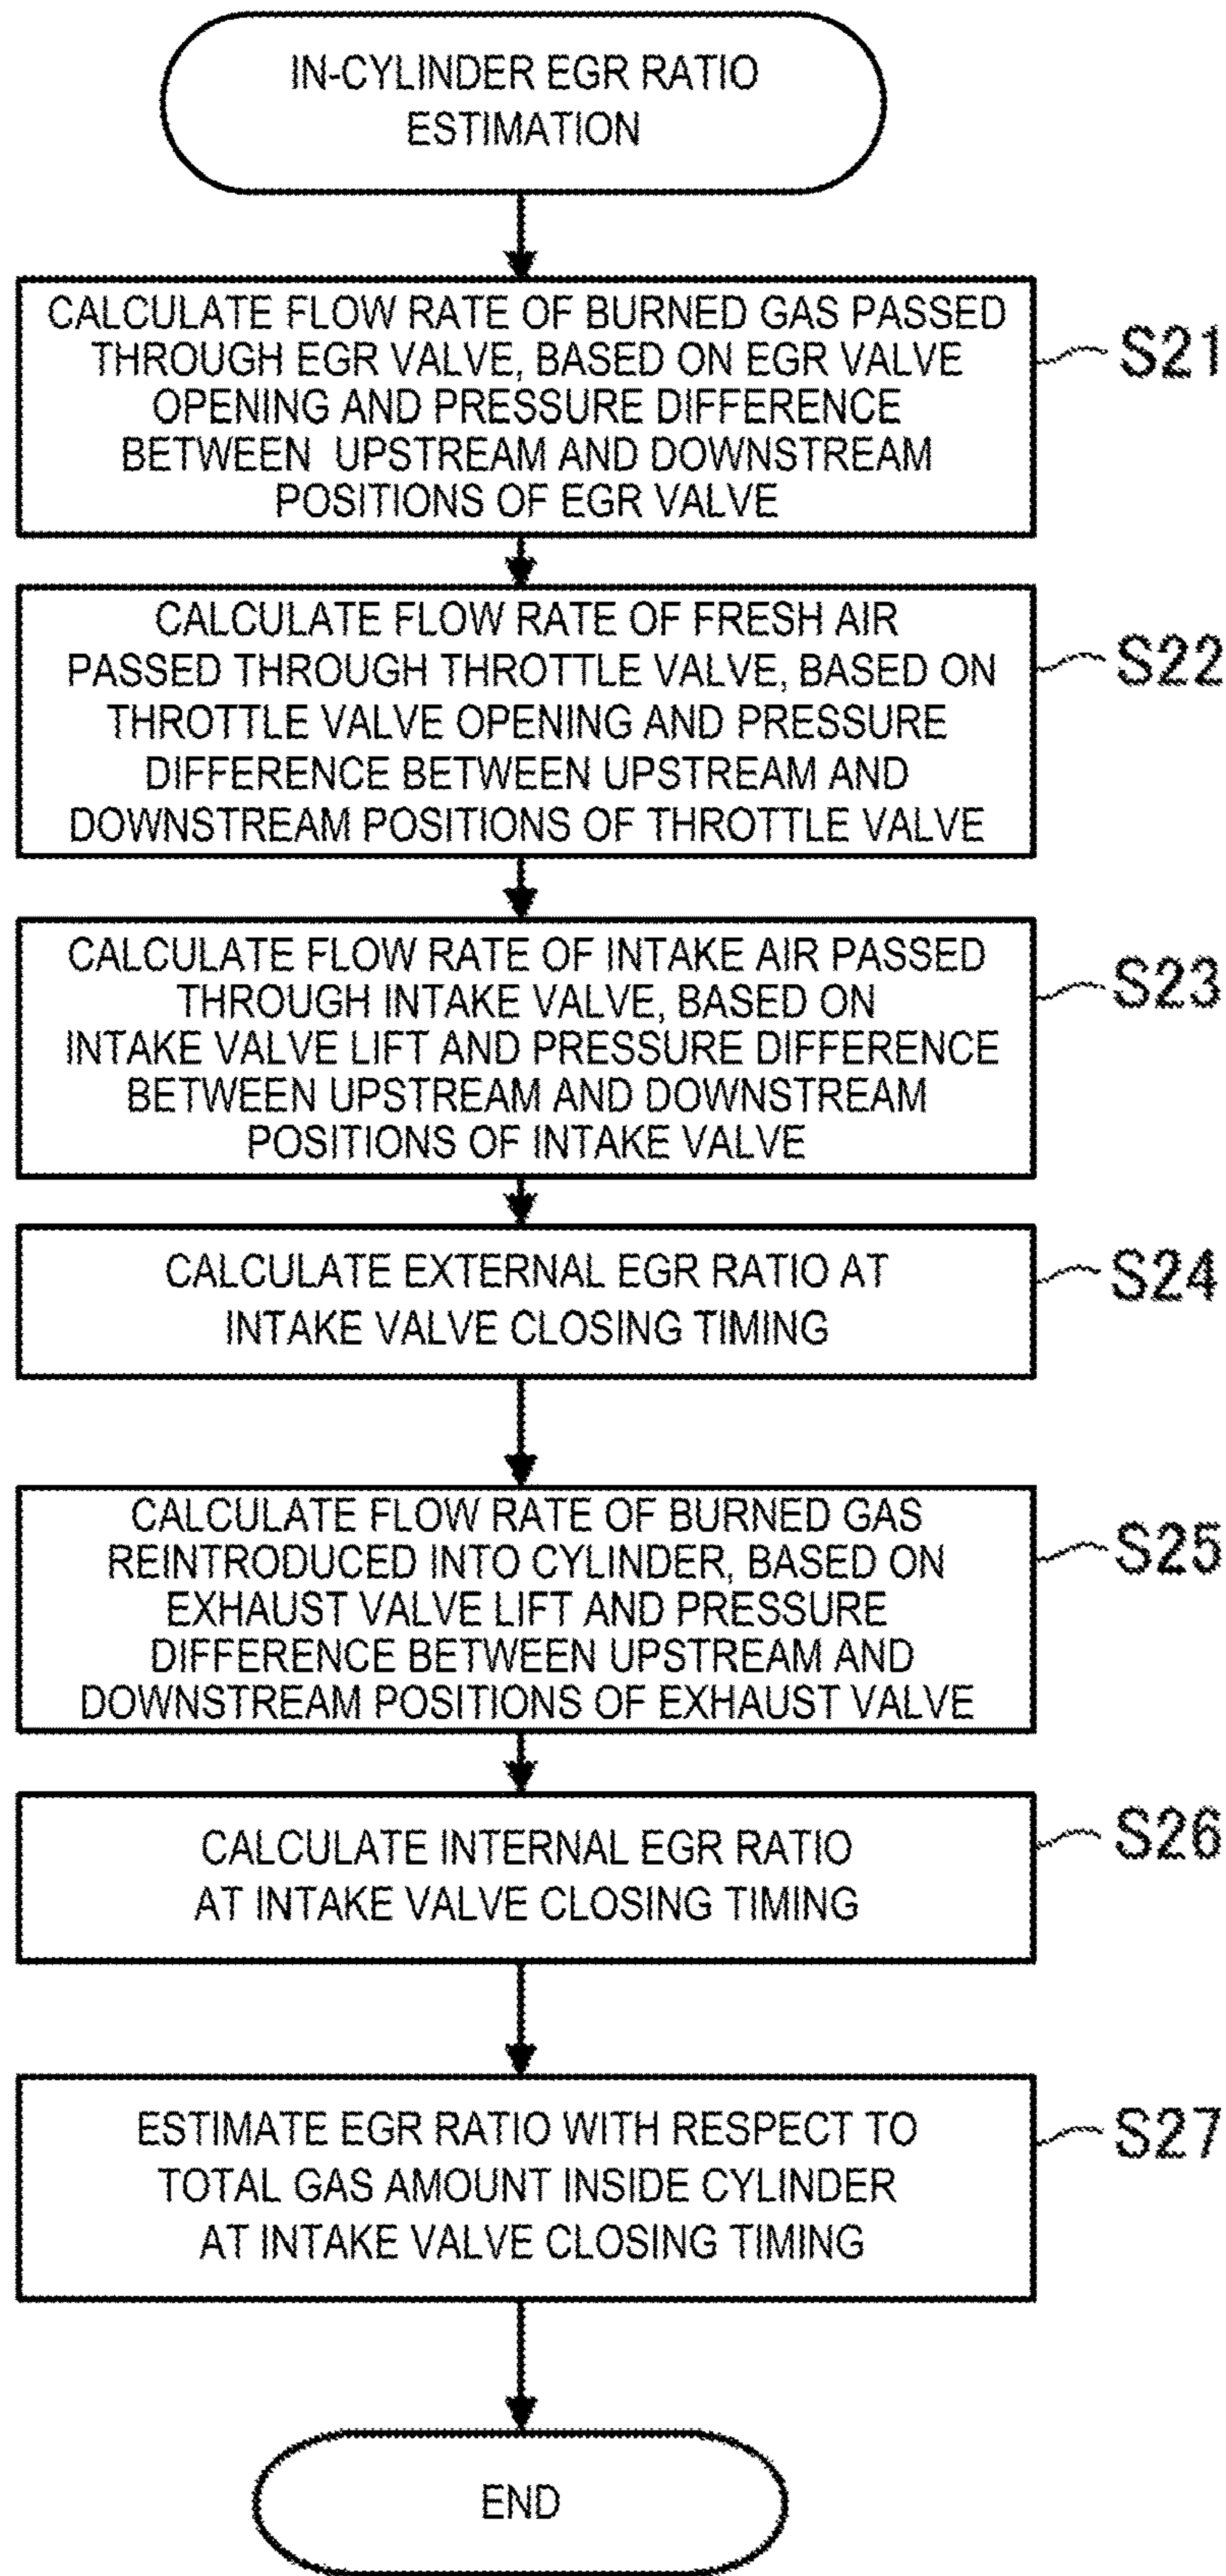 IN-CYLINDER EGR RATIO
ESTIMATION
CALCULATE FLOW RATE OF BURNED GAS PASSED
THROUGH EGR VALVE, BASED ON EGR VALVE
OPENING AND PRESSURE DIFFERENCE
BETWEEN UPSTREAM AND DOWNSTREAM
POSITIONS OF EGR VALVE
S21
CALCULATE FLOW RATE OF FRESH AIR
PASSED THROUGH THROTTLE VALVE, BASED ON
THROTTLE VALVE OPENING AND PRESSURE
DIFFERENCE BETWEEN UPSTREAM AND
DOWNSTREAM POSITIONS OF THROTTLE VALVE
S22
CALCULATE FLOW RATE OF INTAKE AIR PASSED
THROUGH INTAKE VALVE, BASED ON
INTAKE VALVE LIFT AND PRESSURE DIFFERENCE
BETWEEN UPSTREAM AND DOWNSTREAM
POSITIONS OF INTAKE VALVE
S23
CALCULATE EXTERNAL EGR RATIO AT
INTAKE VALVE CLOSING TIMING
S24
CALCULATE FLOW RATE OF BURNED GAS
REINTRODUCED INTO CYLINDER, BASED ON
EXHAUST VALVE LIFT AND PRESSURE
DIFFERENCE BETWEEN UPSTREAM AND
DOWNSTREAM POSITIONS OF EXHAUST VALVE
S25
CALCULATE INTERNAL EGR RATIO
AT INTAKE VALVE CLOSING TIMING
S26
ESTIMATE EGR RATIO WITH RESPECT TO
TOTAL GAS AMOUNT INSIDE CYLINDER
AT INTAKE VALVE CLOSING TIMING
S27
END